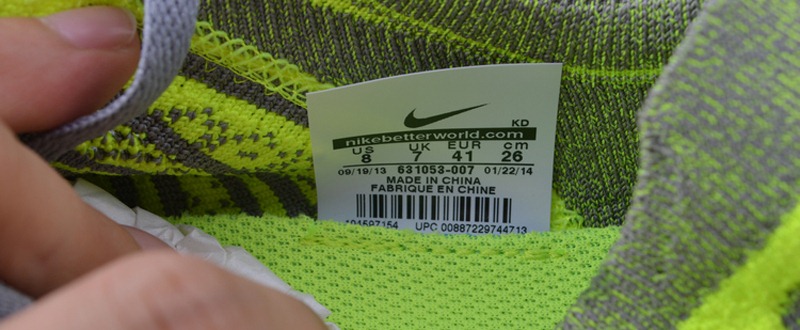 KD
nikebetterworld.com
US UK EUR cm
8 7 41 26
09/19/13 631053-007 01/22/14
MADE IN CHINA
FABRIQUE EN CHINE
UPC 00887229744713